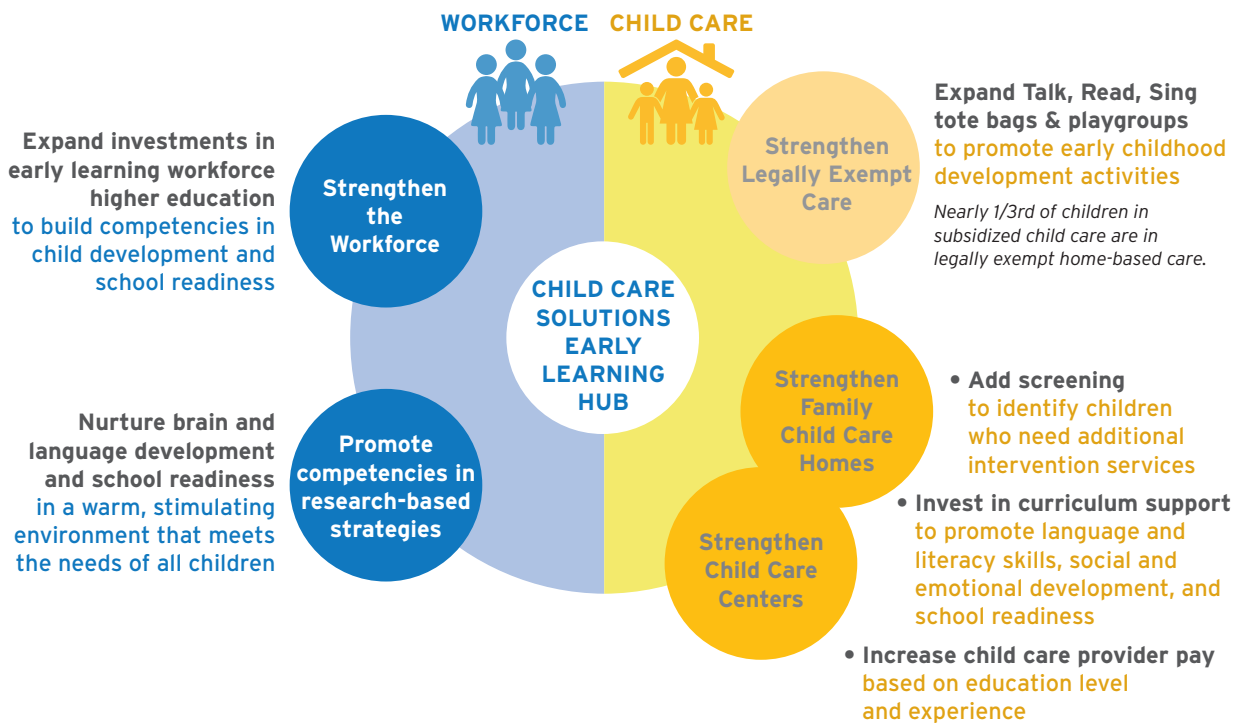 WORKFORCE
CHILD CARE
Expand investments in
early learning workforce
higher education
to build competencies in
child development and
school readiness
Strengthen
the
Workforce
Nurture brain and
language development
and school readiness
in a warm, stimulating
environment that meets
the needs of all children
Promote
competencies in
research-based
strategies
CHILD CARE
SOLUTIONS
EARLY
LEARNING
HUB
Strengthen
Legally Exempt
Care
Expand Talk, Read, Sing
tote bags & playgroups
to promote early childhood
development activities
Nearly 1/3rd of children in
subsidized child care are in
legally exempt home-based care.
Strengthen
Family
Child Care
Homes
Strengthen
Child Care
Centers
• Add screening
to identify children
who need additional
intervention services
• Invest in curriculum support
to promote language and
literacy skills, social and
emotional development, and
school readiness
• Increase child care provider pay
based on education level
and experience